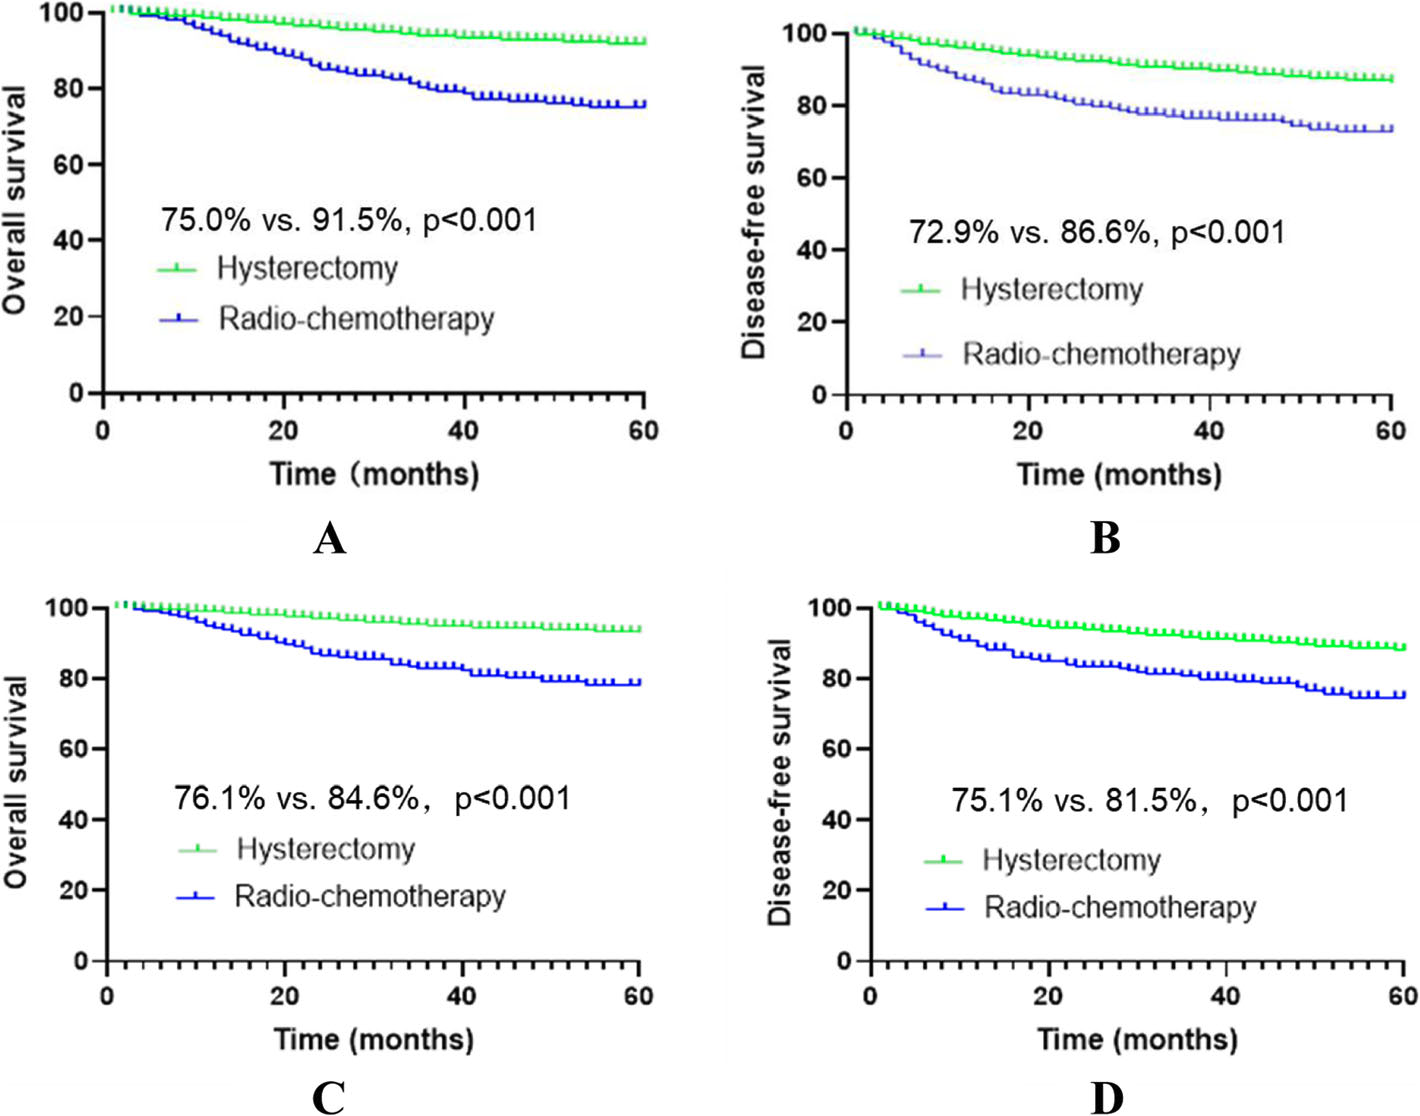 Overall survival
100
80
60
40
20
0
75.0% vs. 91.5%, p<0.001
Hysterectomy
Radio-chemotherapy
0 20 40 60
Time（months)
A
Disease-free survival
100
80
60
40
20
0
72.9% vs. 86.6%, p<0.001
Hysterectomy
Radio-chemotherapy
0 20 40 60
Time (months)
B
Overall survival
100
80
60
40
20
0
76.1% vs. 84.6%，p<0.001
Hysterectomy
Radio-chemotherapy
0 20 40 60
Time (months)
C
Disease-free survival
100
80
60
40
20
0
75.1% vs. 81.5%，p<0.001
Hysterectomy
Radio-chemotherapy
0 20 40 60
Time (months)
D